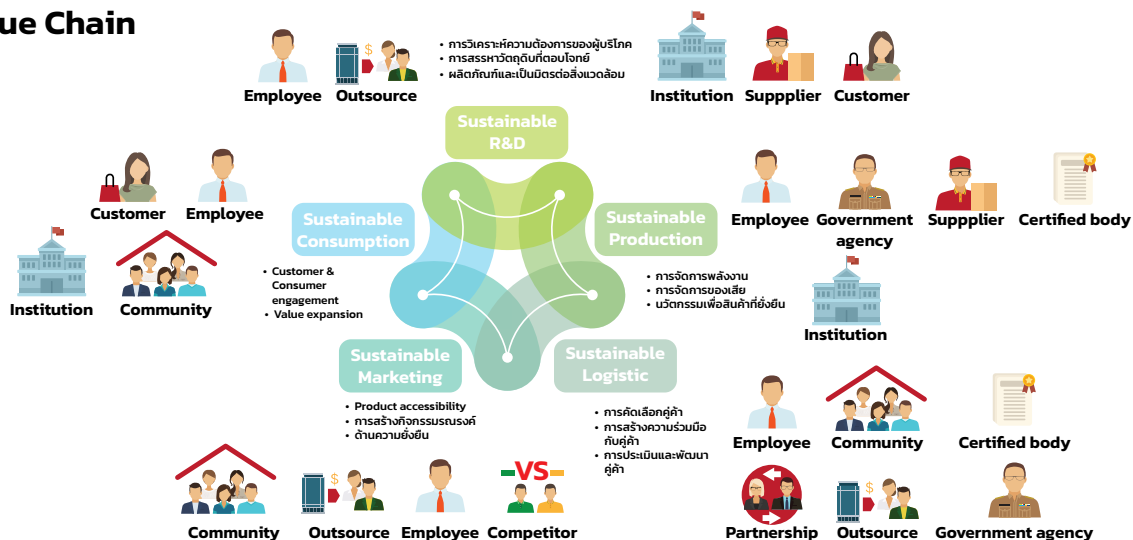 ue Chain
Employee
Outsource
$
• การวิเคราะห์ความต้องการของผู้บริโภค
• การสรรหาวัตถุดิบที่ตอบโจทย์
• ผลิตภัณฑ์และเป็นมิตรต่อสิ่งแวดล้อม
Institution
Suppplier
Customer
Sustainable
R&D
Customer
Employee
Institution
Community
Sustainable
Consumption
• Customer &
Consumer
engagement
• Value expansion
Sustainable
Production
• การจัดการพลังงาน
• การจัดการของเสีย
• นวัตกรรมเพื่อสินค้าที่ยั่งยืน
Employee
Government
agency
Suppplier
Certified body
Institution
Sustainable
Marketing
• Product accessibility
• การสร้างกิจกรรมรณรงค์
• ด้านความยั่งยืน
Sustainable
Logistic
• การคัดเลือกคู่ค้า
• การสร้างความร่วมมือ
กับคู่ค้า
• การประเมินและพัฒนา
คู่ค้า
Employee
Community
Certified body
Community
$
Outsource
Employee
VS
Competitor
Partnership
$
Outsource
Government agency